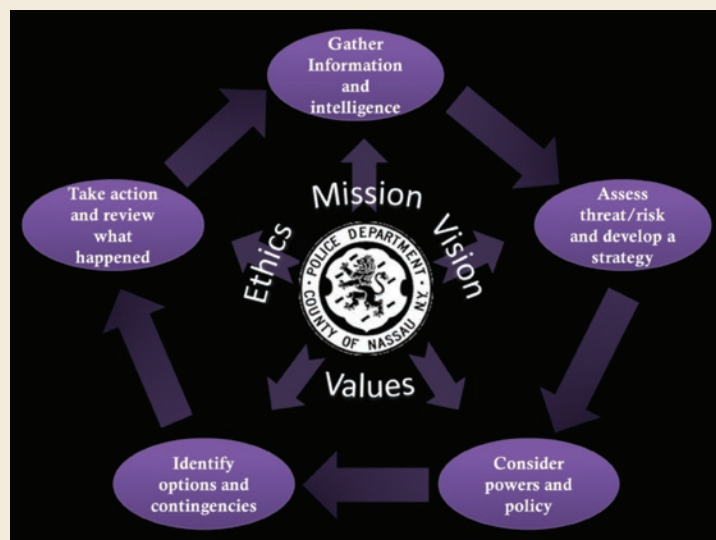 Gather
Information
and
intelligence
Assess
threat/risk
and develop a
strategy
Consider
powers and
policy
Identify
options and
contingencies
Take action
and review
what
happened
Mission
Vision
Values
Ethics
POLICE DEPARTMENT
COUNTY OF NASSAU N.Y.